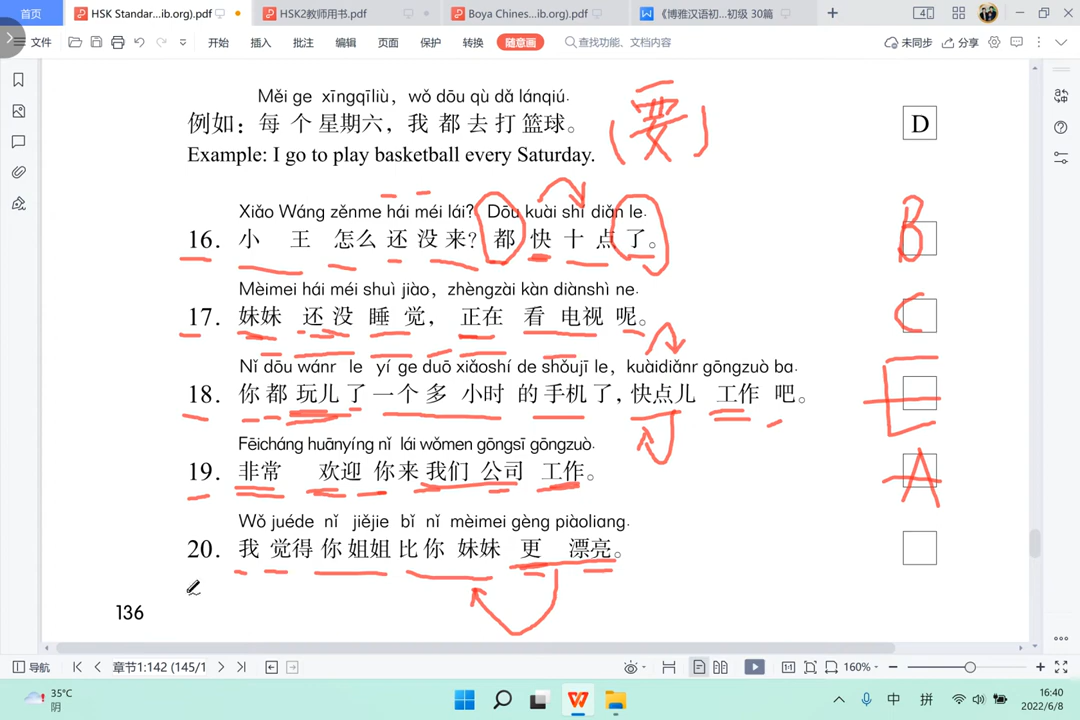 首页 HSK Standar...ib.org).pdf HSK2教师用书.pdf Boya Chines...ib.org).pdf 《博雅汉语初...初级 30篇 +
文件 开始 插入 批注 编辑 页面 保护 转换 随意画 查找功能、文档内容 未同步 分享
Měi ge xīngqīliù, wǒ dōu qù dǎ lánqiú.
例如：每个星期六，我都去打篮球。 D
(要)
Example: I go to play basketball every Saturday.
Xiǎo Wáng zěnme hái méi lái? Dōu kuài shí diǎn le.
16. 小王怎么还没来？都快十点了。 B
Mèimei hái méi shuì jiào, zhèngzài kàn diànshì ne.
17. 妹妹还没睡觉，正在看电视呢。 C
Nǐ dōu wánr le yí ge duō xiǎoshí de shǒujī le, kuàidiǎnr gōngzuò ba.
18. 你都玩儿了一个多小时的手机了，快点儿工作吧。 E
Fēicháng huānyíng nǐ lái wǒmen gōngsī gōngzuò.
19. 非常欢迎你来我们公司工作。 A
Wǒ juéde nǐ jiějie bǐ nǐ mèimei gèng piàoliang.
20. 我觉得你姐姐比你妹妹更漂亮。
136
导航 章节1:142 (145/1 160%
35°C
阴
中 拼
16:40
2022/6/8